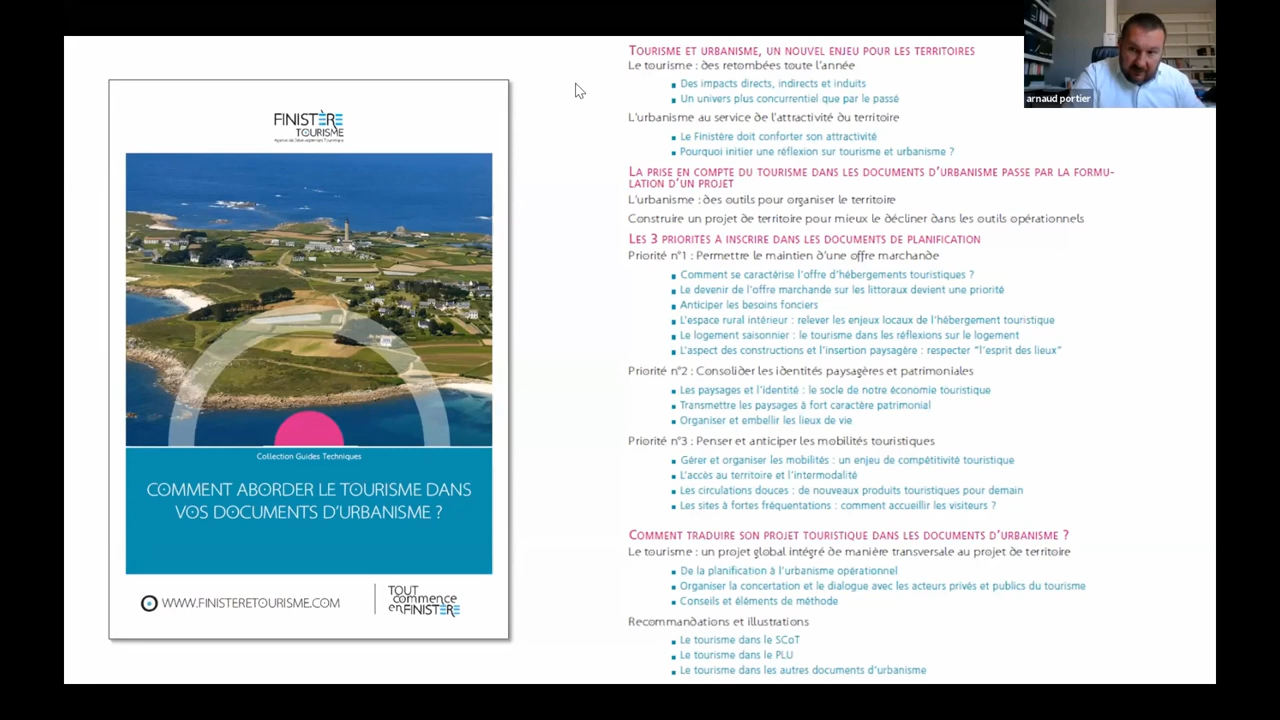 FINISTÈRE
TOURISME
Agence de Développement Touristique
Collection Guides Techniques
COMMENT ABORDER LE TOURISME DANS
VOS DOCUMENTS D'URBANISME ?
WWW.FINISTERETOURISME.COM
TOUT
commence
en FINISTÈRE
TOURISME ET URBANISME, UN NOUVEL ENJEU POUR LES TERRITOIRES
Le tourisme : des retombées toute l'année
Des impacts directs, indirects et induits
Un univers plus concurrentiel que par le passé
L'urbanisme au service de l'attractivité du territoire
Le Finistère doit conforter son attractivité
Pourquoi initier une réflexion sur tourisme et urbanisme ?
LA PRISE EN COMPTE DU TOURISME DANS LES DOCUMENTS D'URBANISME PASSE PAR LA FORMU-
LATION D'UN PROJET
L'urbanisme : des outils pour organiser le territoire
Construire un projet de territoire pour mieux le décliner dans les outils opérationnels
LES 3 PRIORITÉS A INSCRIRE DANS LES DOCUMENTS DE PLANIFICATION
Priorité n°1 : Permettre le maintien d'une offre marchande
Comment se caractérise l'offre d'hébergements touristiques ?
Le devenir de l'offre marchande sur les littoraux devient une priorité
Anticiper les besoins fonciers
L'espace rural intérieur : relever les enjeux locaux de l'hébergement touristique
Le logement saisonnier : le tourisme dans les réflexions sur le logement
L'aspect des constructions et l'insertion paysagère : respecter "l'esprit des lieux"
Priorité n°2 : Consolider les identités paysagères et patrimoniales
Les paysages et l'identité : le socle de notre économie touristique
Transmettre les paysages à fort caractère patrimonial
Organiser et embellir les lieux de vie
Priorité n°3 : Penser et anticiper les mobilités touristiques
Gérer et organiser les mobilités : un enjeu de compétitivité touristique
L'accès au territoire et l'intermodalité
Les circulations douces : de nouveaux produits touristiques pour demain
Les sites à fortes fréquentations : comment accueillir les visiteurs ?
COMMENT TRADUIRE SON PROJET TOURISTIQUE DANS LES DOCUMENTS D'URBANISME ?
Le tourisme : un projet global intégré de manière transversale au projet de territoire
De la planification à l'urbanisme opérationnel
Organiser la concertation et le dialogue avec les acteurs privés et publics du tourisme
Conseils et éléments de méthode
Recommandations et illustrations
Le tourisme dans le SCoT
Le tourisme dans le PLU
Le tourisme dans les autres documents d'urbanisme
arnaud portier